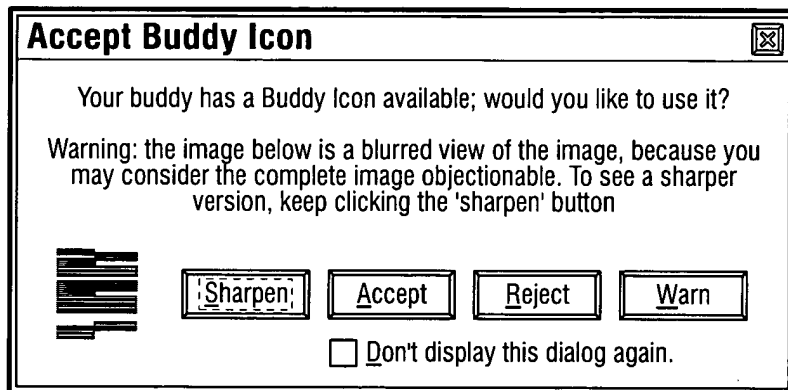 Accept Buddy Icon
Your buddy has a Buddy Icon available; would you like to use it?
Warning: the image below is a blurred view of the image, because you
may consider the complete image objectionable. To see a sharper
version, keep clicking the 'sharpen' button
Sharpen Accept Reject Warn
Don't display this dialog again.